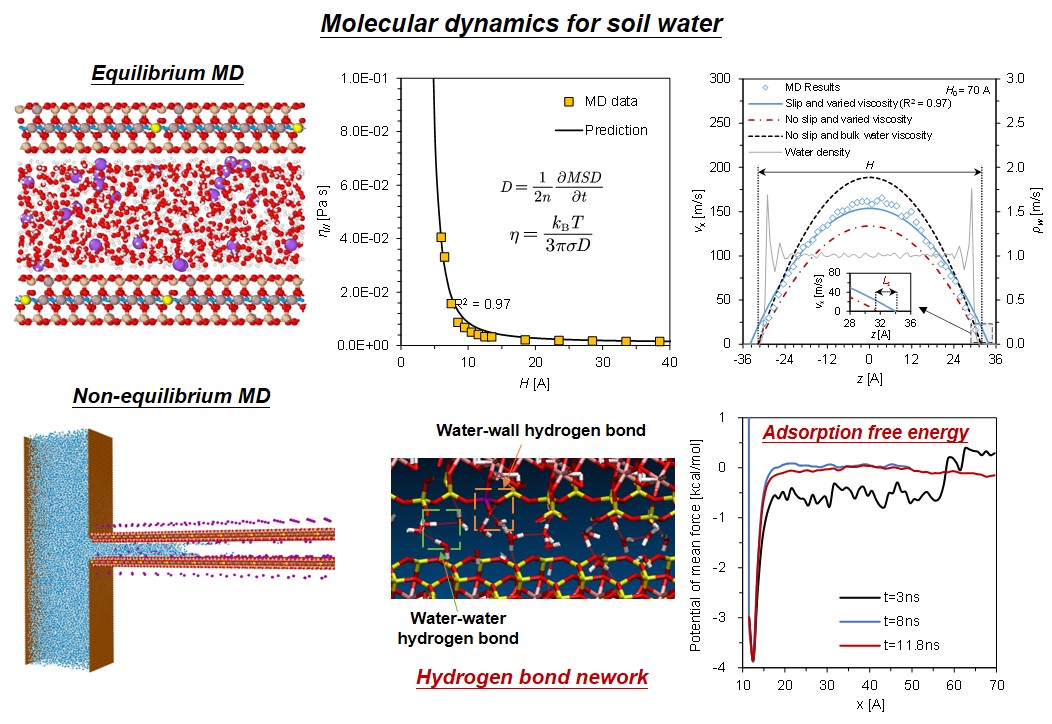 Molecular dynamics for soil water
Equilibrium MD
1.0E-01
8.0E-02
6.0E-02
4.0E-02
2.0E-02
0.0E+00
η// [Pa s]
MD data
Prediction
D = 1/2n ∂MSD/∂t
η = kBT/3πσD
R² = 0.97
0 10 20 30 40
H [A]
300
250
200
150
100
50
0
vx [m/s]
MD Results
Slip and varied viscosity (R² = 0.97)
No slip and varied viscosity
No slip and bulk water viscosity
Water density
H0 = 70 A
H
3.0
2.5
2.0
1.5
1.0
0.5
0.0
ρw [m/s]
80
40
0
vx [m/s]
Ls
28 32 36
z [A]
-36 -24 -12 0 12 24 36
z [A]
Non-equilibrium MD
Water-wall hydrogen bond
Water-water
hydrogen bond
Hydrogen bond nework
Adsorption free energy
1
0
-1
-2
-3
-4
Potential of mean force [kcal/mol]
t=3ns
t=8ns
t=11.8ns
10 20 30 40 50 60 70
x [A]